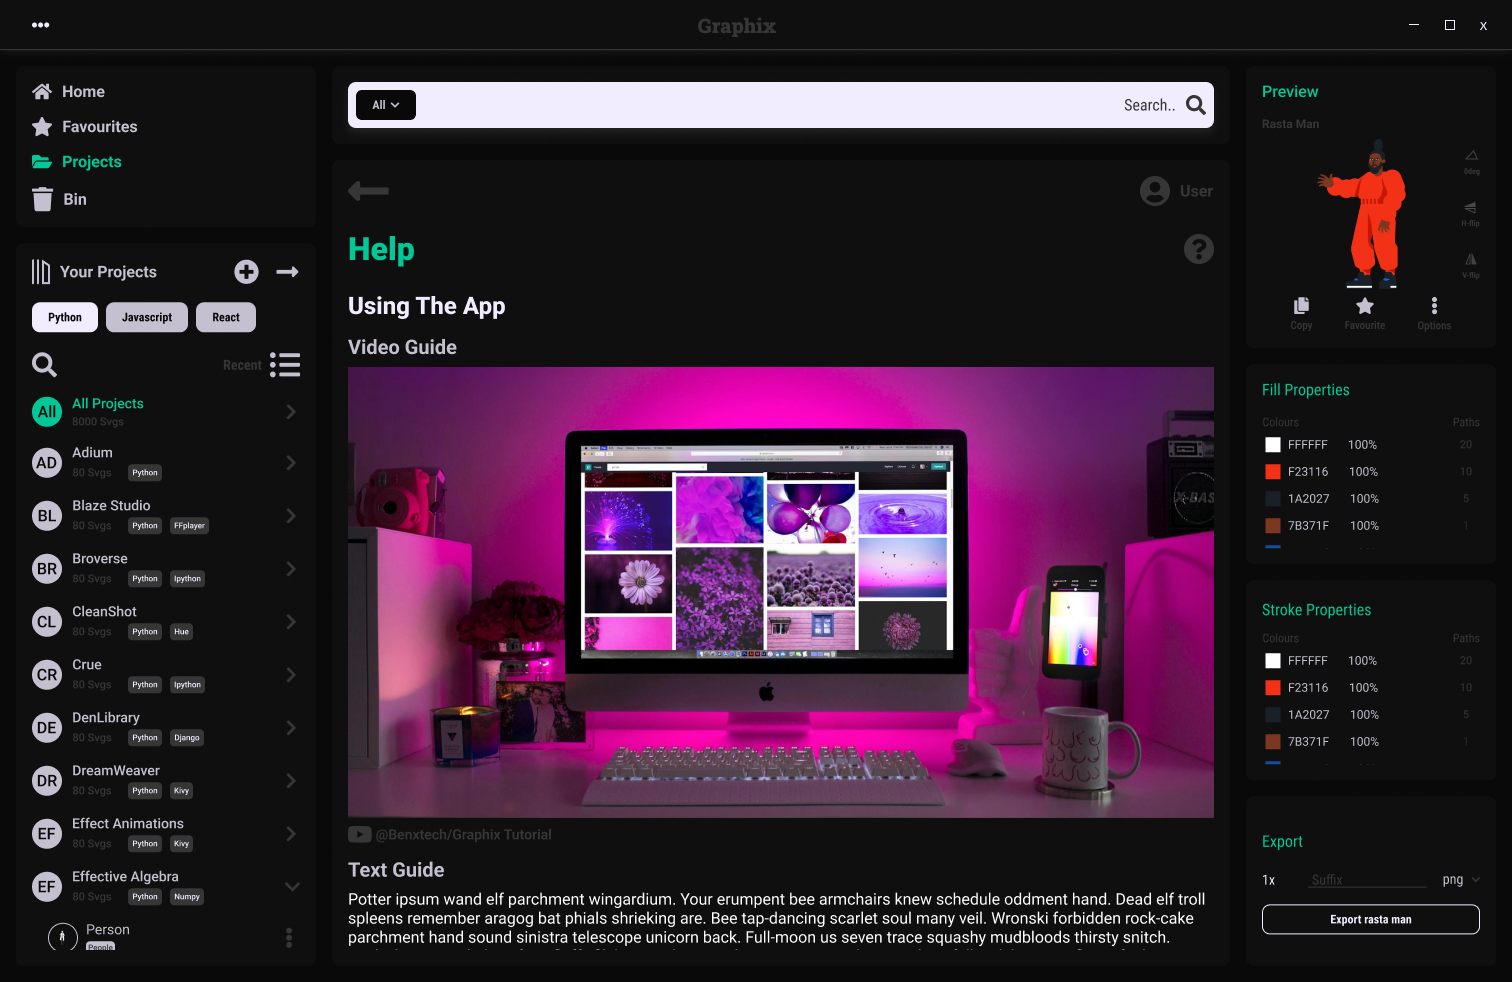 Graphix
x
Home
Favourites
Projects
Bin
Your Projects
Python
Javascript
React
Recent
All
All Projects
8000 Svgs
AD
Adium
80 Svgs
Python
BL
Blaze Studio
80 Svgs
Python
FFplayer
BR
Broverse
80 Svgs
Python
Ipython
CL
CleanShot
80 Svgs
Python
Hue
CR
Crue
80 Svgs
Python
Ipython
DE
DenLibrary
80 Svgs
Python
Django
DR
DreamWeaver
80 Svgs
Python
Kivy
EF
Effect Animations
80 Svgs
Python
Kivy
EF
Effective Algebra
80 Svgs
Python
Numpy
Person
People
All
Search..
User
Help
Using The App
Video Guide
X-BAS
@Benxtech/Graphix Tutorial
Text Guide
Potter ipsum wand elf parchment wingardium. Your erumpent bee armchairs knew schedule oddment hand. Dead elf troll
spleens remember aragog bat phials shrieking are. Bee tap-dancing scarlet soul many veil. Wronski forbidden rock-cake
parchment hand sound sinistra telescope unicorn back. Full-moon us seven trace squashy mudbloods thirsty snitch.
Preview
Rasta Man
0deg
H-flip
V-flip
Copy
Favourite
Options
Fill Properties
Colours
Paths
FFFFFF 100% 20
F23116 100% 10
1A2027 100% 5
7B371F 100% 1
Stroke Properties
Colours
Paths
FFFFFF 100% 20
F23116 100% 10
1A2027 100% 5
7B371F 100% 1
Export
1x
Suffix
png
Export rasta man